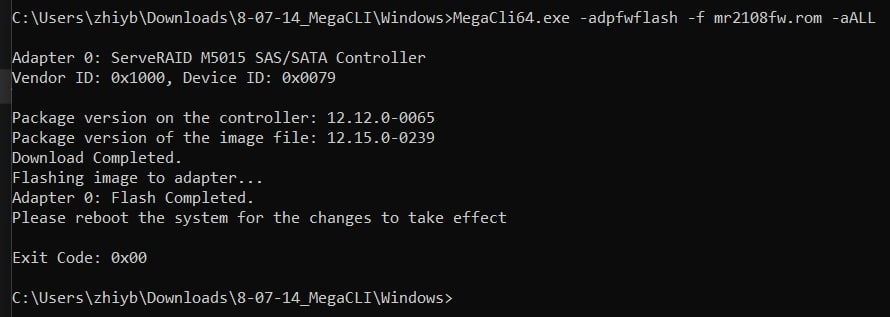 C:\Users\zhiyb\Downloads\8-07-14_MegaCLI\Windows>MegaCli64.exe -adpfwflash -f mr2108fw.rom -aALL
Adapter 0: ServeRAID M5015 SAS/SATA Controller
Vendor ID: 0x1000, Device ID: 0x0079
Package version on the controller: 12.12.0-0065
Package version of the image file: 12.15.0-0239
Download Completed.
Flashing image to adapter...
Adapter 0: Flash Completed.
Please reboot the system for the changes to take effect
Exit Code: 0x00
C:\Users\zhiyb\Downloads\8-07-14_MegaCLI\Windows>